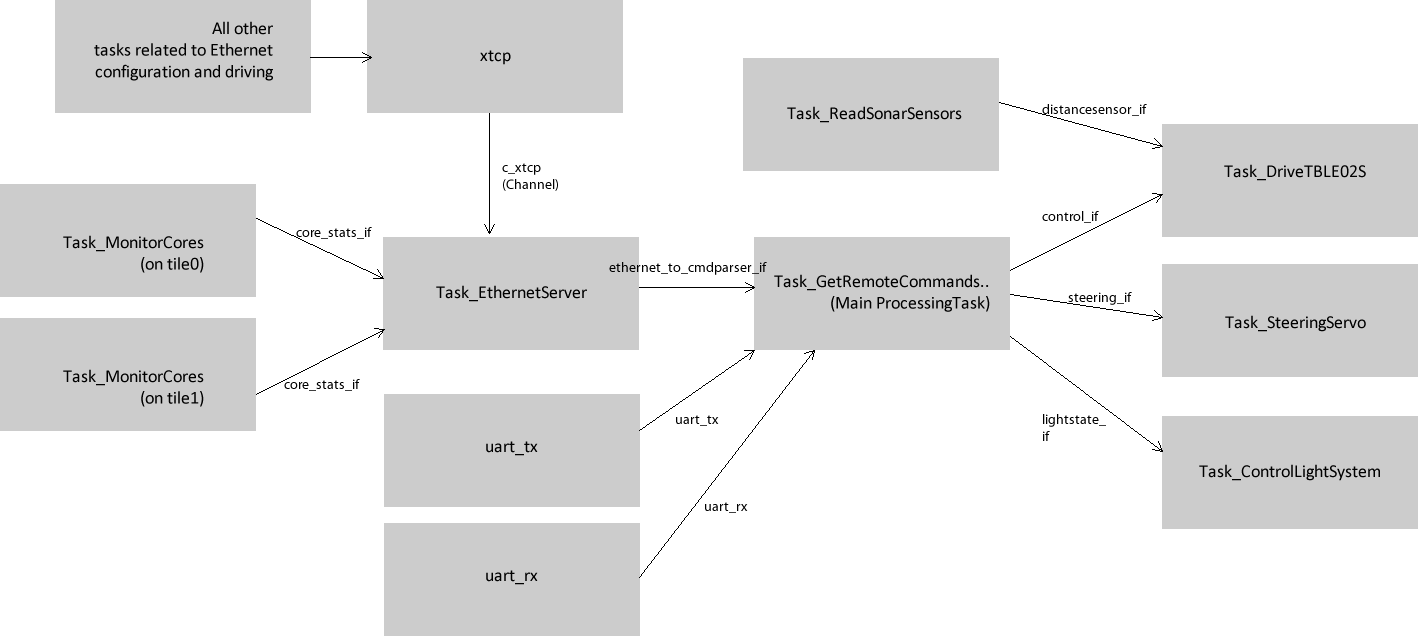 All other
tasks related to Ethernet
configuration and driving
xtcp
Task_ReadSonarSensors
distancesensor_if
Task_DriveTBLE02S
c_xtcp
(Channel)
control_if
Task_MonitorCores
(on tile0)
core_stats_if
Task_EthernetServer
ethernet_to_cmdparser_if
Task_GetRemoteCommands..
(Main ProcessingTask)
steering_if
Task_SteeringServo
Task_MonitorCores
(on tile1)
core_stats_if
uart_tx
uart_tx
lightstate_
if
Task_ControlLightSystem
uart_rx
uart_rx